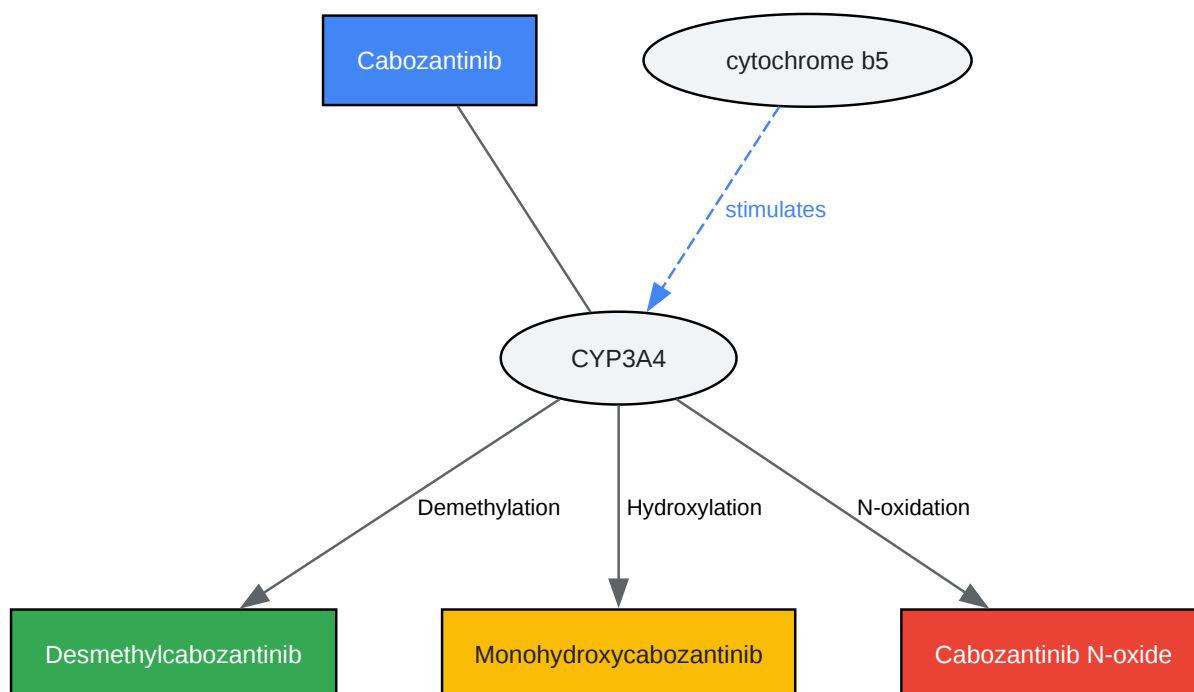 Cabozantinib
cytochrome b5
stimulates
CYP3A4
Demethylation
Hydroxylation
N-oxidation
Desmethylcabozantinib
Monohydroxycabozantinib
Cabozantinib N-oxide